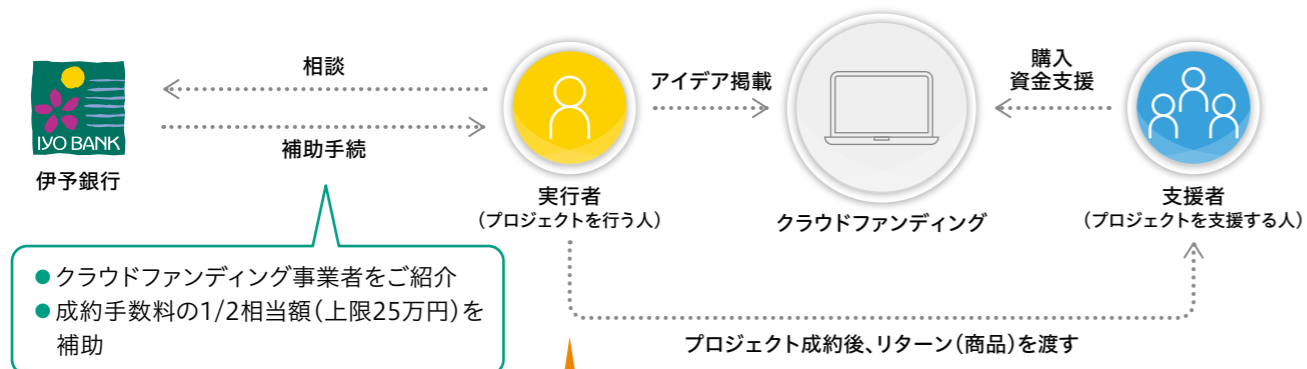 相談
補助手続
IYO BANK
伊予銀行
実行者
（プロジェクトを行う人）
アイデア掲載
クラウドファンディング
購入
資金支援
支援者
（プロジェクトを支援する人）
●クラウドファンディング事業者をご紹介
●成約手数料の1/2相当額（上限25万円）を
補助
プロジェクト成約後、リターン（商品）を渡す